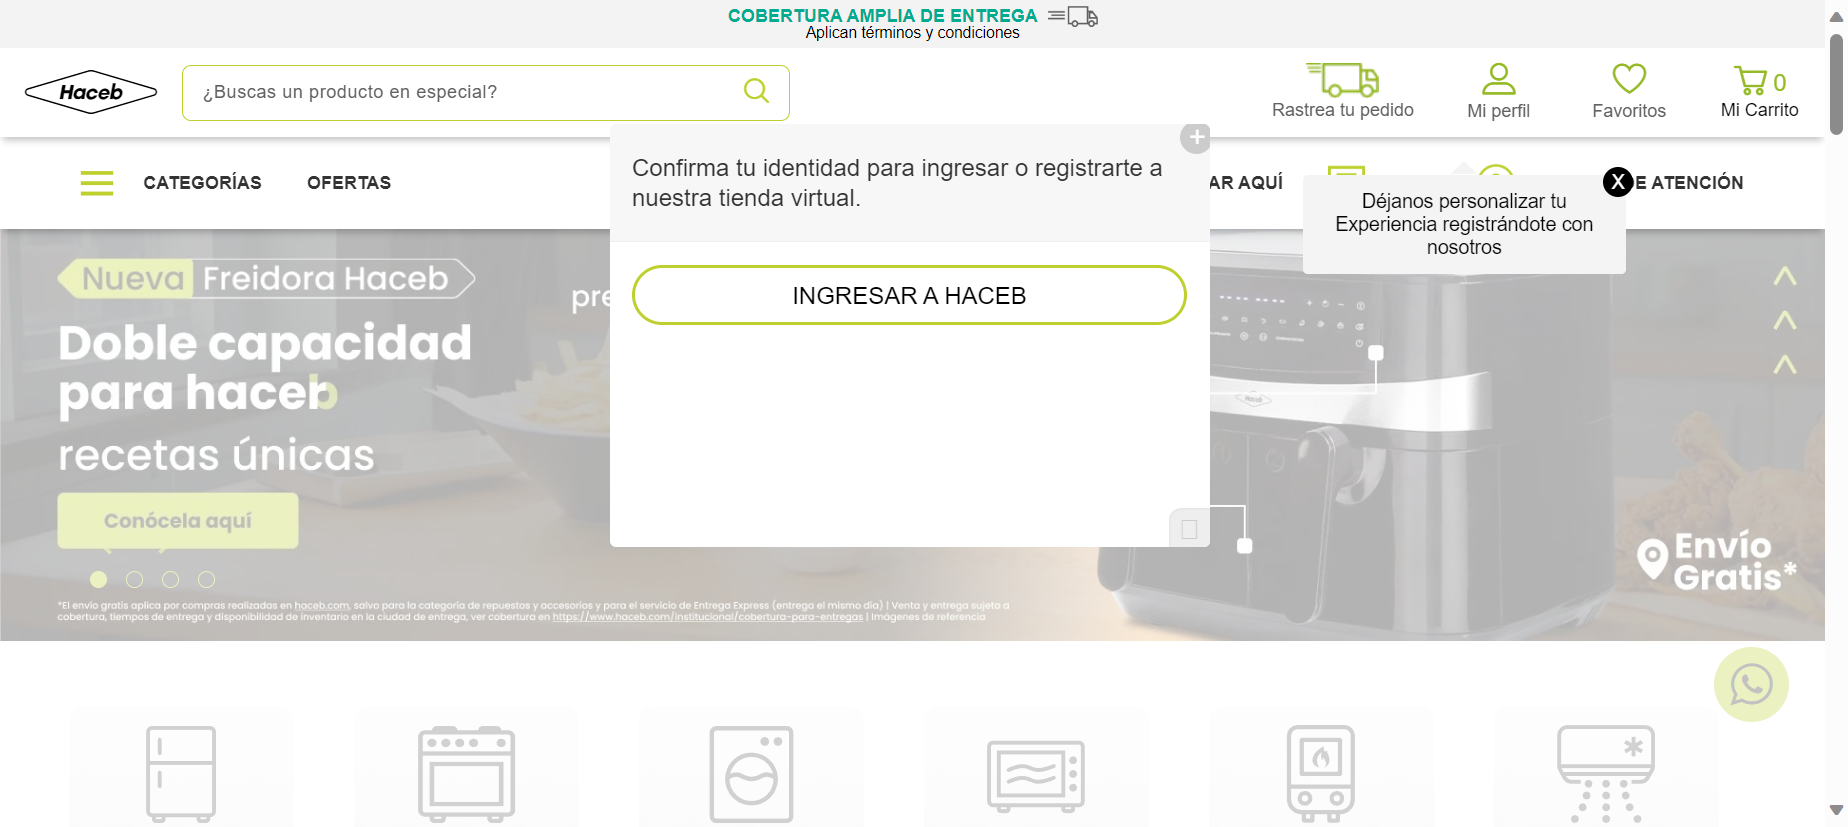 COBERTURA AMPLIA DE ENTREGA
Aplican términos y condiciones
Haceb
¿Buscas un producto en especial?
Rastrea tu pedido
Mi perfil
Favoritos
0
Mi Carrito
CATEGORÍAS
OFERTAS
AR AQUÍ
E ATENCIÓN
Confirma tu identidad para ingresar o registrarte a
nuestra tienda virtual.
INGRESAR A HACEB
X
Déjanos personalizar tu
Experiencia registrándote con
nosotros
Nueva Freidora Haceb
pre
Doble capacidad
para haceb
recetas únicas
Conócela aquí
Envío
Gratis*
*El envío gratis aplica por compras realizadas en haceb.com, salvo para la categoría de repuestos y accesorios y para el servicio de Entrega Express (entrega el mismo día) | Venta y entrega sujeto a
cobertura, tiempos de entrega y disponibilidad de inventario en la ciudad de entrega, ver cobertura en https://www.haceb.com/institucional/cobertura-para-entregas | Imágenes de referencia